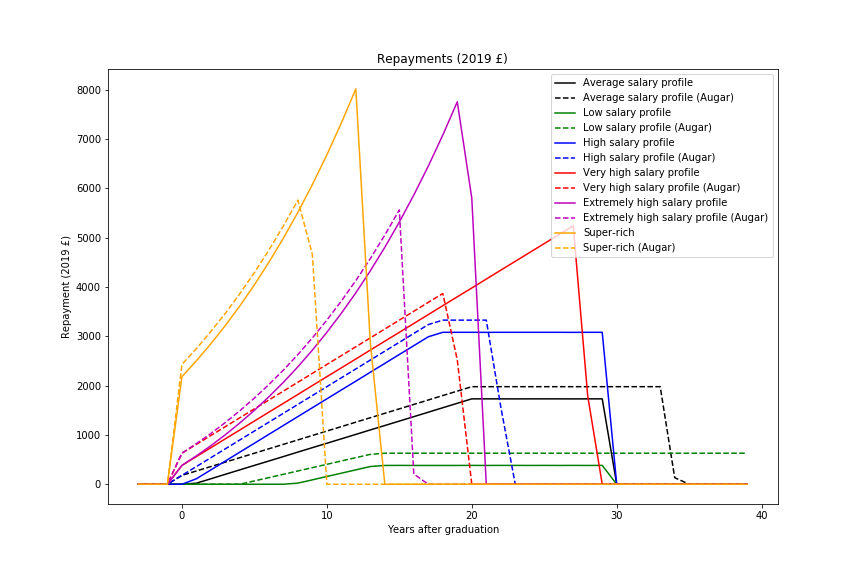 Repayments (2019 £)
8000
7000
6000
5000
4000
3000
2000
1000
0
Repayment (2019 £)
0 10 20 30 40
Years after graduation
Average salary profile
Average salary profile (Augar)
Low salary profile
Low salary profile (Augar)
High salary profile
High salary profile (Augar)
Very high salary profile
Very high salary profile (Augar)
Extremely high salary profile
Extremely high salary profile (Augar)
Super-rich
Super-rich (Augar)